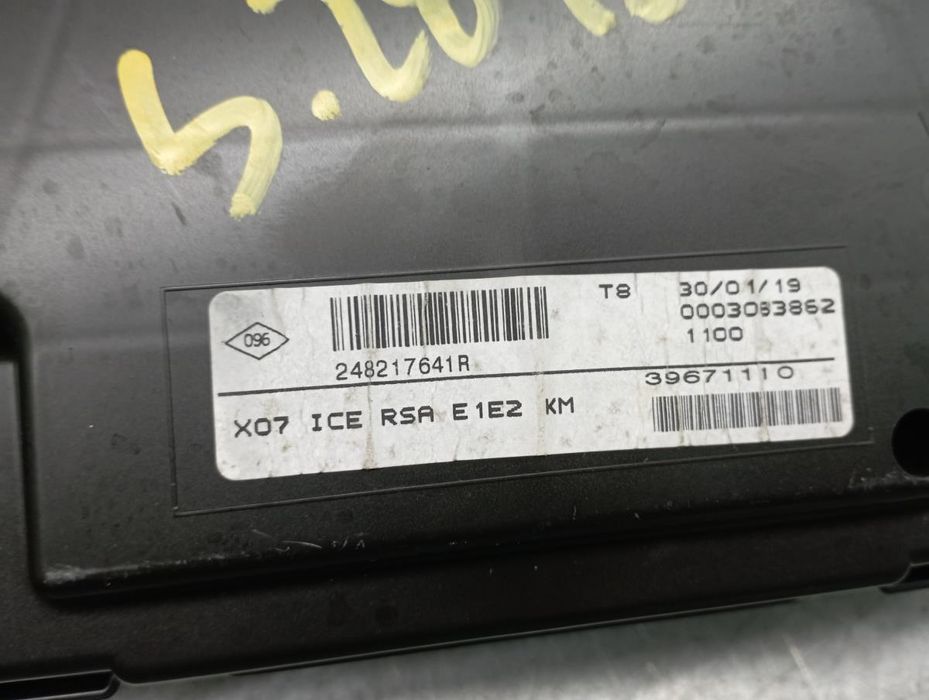 T8 30/01/19
0003083862
1100
096
248217641R
39671110
X07 ICE RSA E1E2 KM